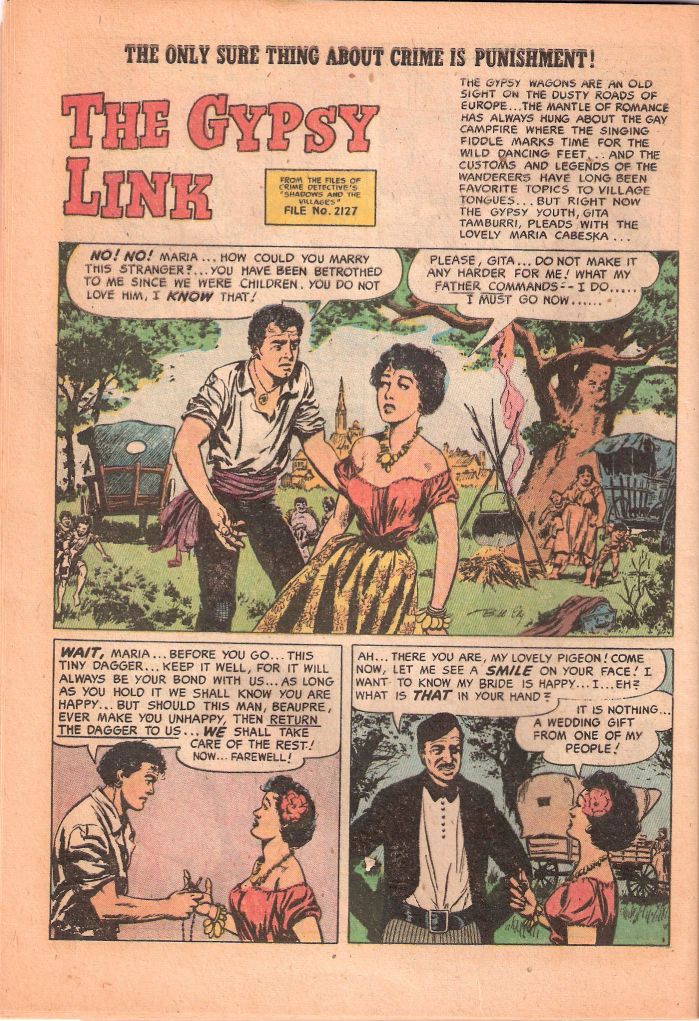 THE ONLY SURE THING ABOUT CRIME IS PUNISHMENT!
THE GYPSY
LINK
FROM THE FILES OF
CRIME DETECTIVE'S
"SHADOWS AND THE
VILLAGES"
FILE No. 2127
THE GYPSY WAGONS ARE AN OLD
SIGHT ON THE DUSTY ROADS OF
EUROPE...THE MANTLE OF ROMANCE
HAS ALWAYS HUNG ABOUT THE GAY
CAMPFIRE WHERE THE SINGING
FIDDLE MARKS TIME FOR THE
WILD DANCING FEET... AND THE
CUSTOMS AND LEGENDS OF THE
WANDERERS HAVE LONG BEEN
FAVORITE TOPICS TO VILLAGE
TONGUES...BUT RIGHT NOW
THE GYPSY YOUTH, GITA
TAMBURRI, PLEADS WITH THE
LOVELY MARIA CABESKA ...
NO! NO! MARIA... HOW COULD YOU MARRY
THIS STRANGER?...YOU HAVE BEEN BETROTHED
TO ME SINCE WE WERE CHILDREN. YOU DO NOT
LOVE HIM, I KNOW THAT!
PLEASE, GITA... DO NOT MAKE IT
ANY HARDER FOR ME! WHAT MY
FATHER COMMANDS -- I DO.....
I MUST GO NOW......
Bill Ely
WAIT, MARIA...BEFORE YOU GO...THIS
TINY DAGGER...KEEP IT WELL, FOR IT WILL
ALWAYS BE YOUR BOND WITH US...AS LONG
AS YOU HOLD IT WE SHALL KNOW YOU ARE
HAPPY...BUT SHOULD THIS MAN, BEAUPRE,
EVER MAKE YOU UNHAPPY, THEN RETURN
THE DAGGER TO US...WE SHALL TAKE
CARE OF THE REST!
NOW...FAREWELL!
AH...THERE YOU ARE, MY LOVELY PIGEON! COME
NOW, LET ME SEE A SMILE ON YOUR FACE! I
WANT TO KNOW MY BRIDE IS HAPPY...I...EH?
WHAT IS THAT IN YOUR HAND?
IT IS NOTHING...
A WEDDING GIFT
FROM ONE OF MY
PEOPLE!